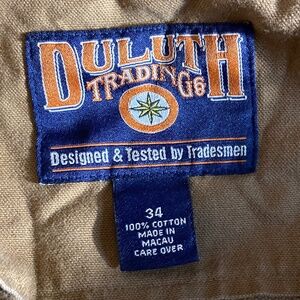 DULUTH
TRADING Co
Designed & Tested by Tradesmen
34
100% COTTON
MADE IN
MACAU
CARE OVER